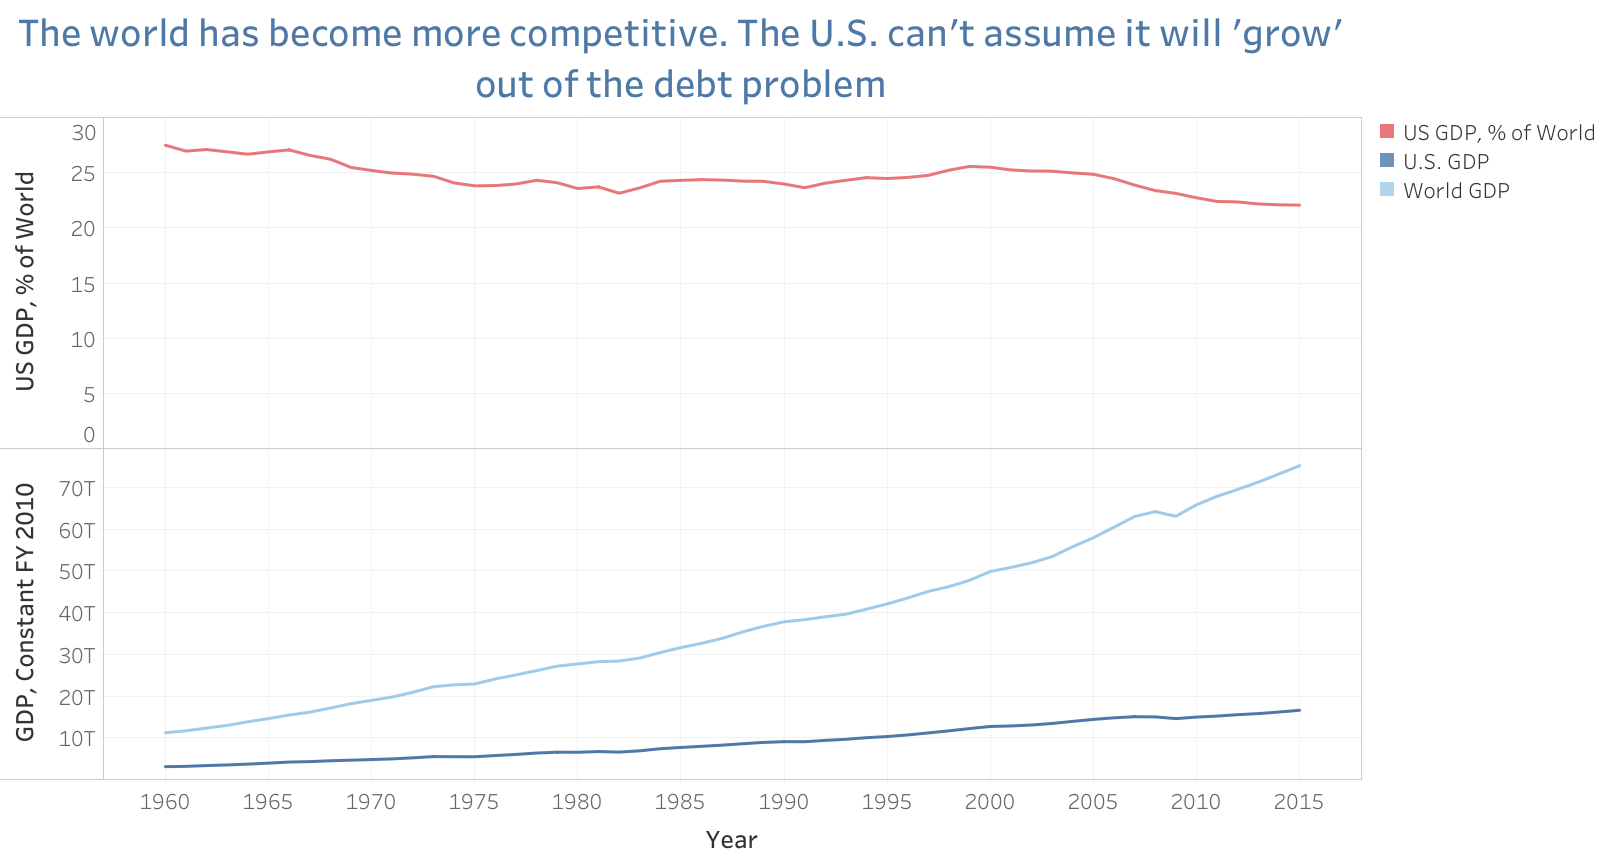 The world has become more competitive. The U.S. can’t assume it will ’grow’
out of the debt problem
US GDP, % of World
30
25
20
15
10
5
0
US GDP, % of World
U.S. GDP
World GDP
GDP, Constant FY 2010
70T
60T
50T
40T
30T
20T
10T
1960 1965 1970 1975 1980 1985 1990 1995 2000 2005 2010 2015
Year